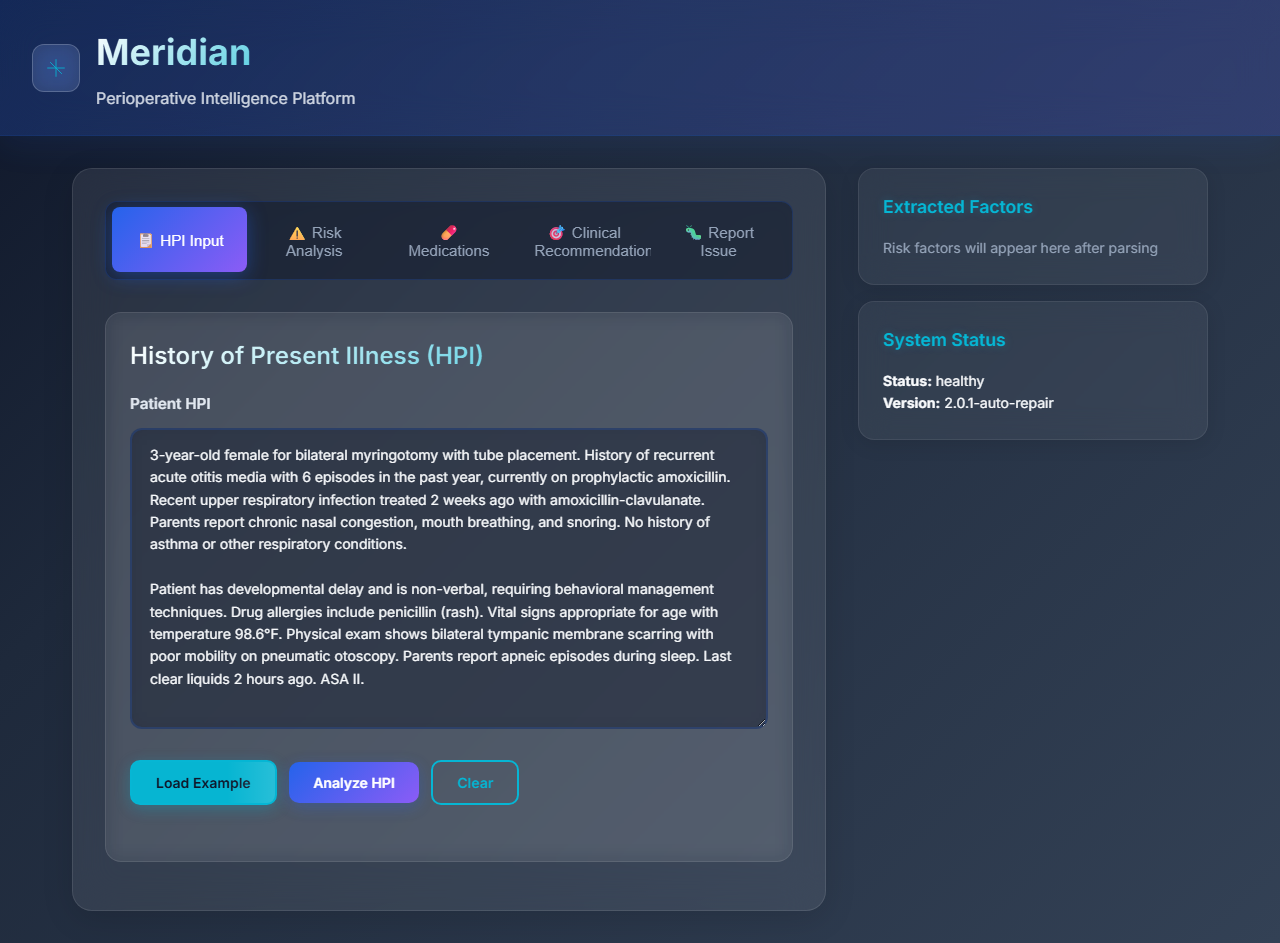 Meridian
Perioperative Intelligence Platform
HPI Input
Risk
Analysis
Medications
Clinical
Recommendation
Report
Issue
History of Present Illness (HPI)
Patient HPI
3-year-old female for bilateral myringotomy with tube placement. History of recurrent
acute otitis media with 6 episodes in the past year, currently on prophylactic amoxicillin.
Recent upper respiratory infection treated 2 weeks ago with amoxicillin-clavulanate.
Parents report chronic nasal congestion, mouth breathing, and snoring. No history of
asthma or other respiratory conditions.
Patient has developmental delay and is non-verbal, requiring behavioral management
techniques. Drug allergies include penicillin (rash). Vital signs appropriate for age with
temperature 98.6°F. Physical exam shows bilateral tympanic membrane scarring with
poor mobility on pneumatic otoscopy. Parents report apneic episodes during sleep. Last
clear liquids 2 hours ago. ASA II.
Load Example
Analyze HPI
Clear
Extracted Factors
Risk factors will appear here after parsing
System Status
Status: healthy
Version: 2.0.1-auto-repair